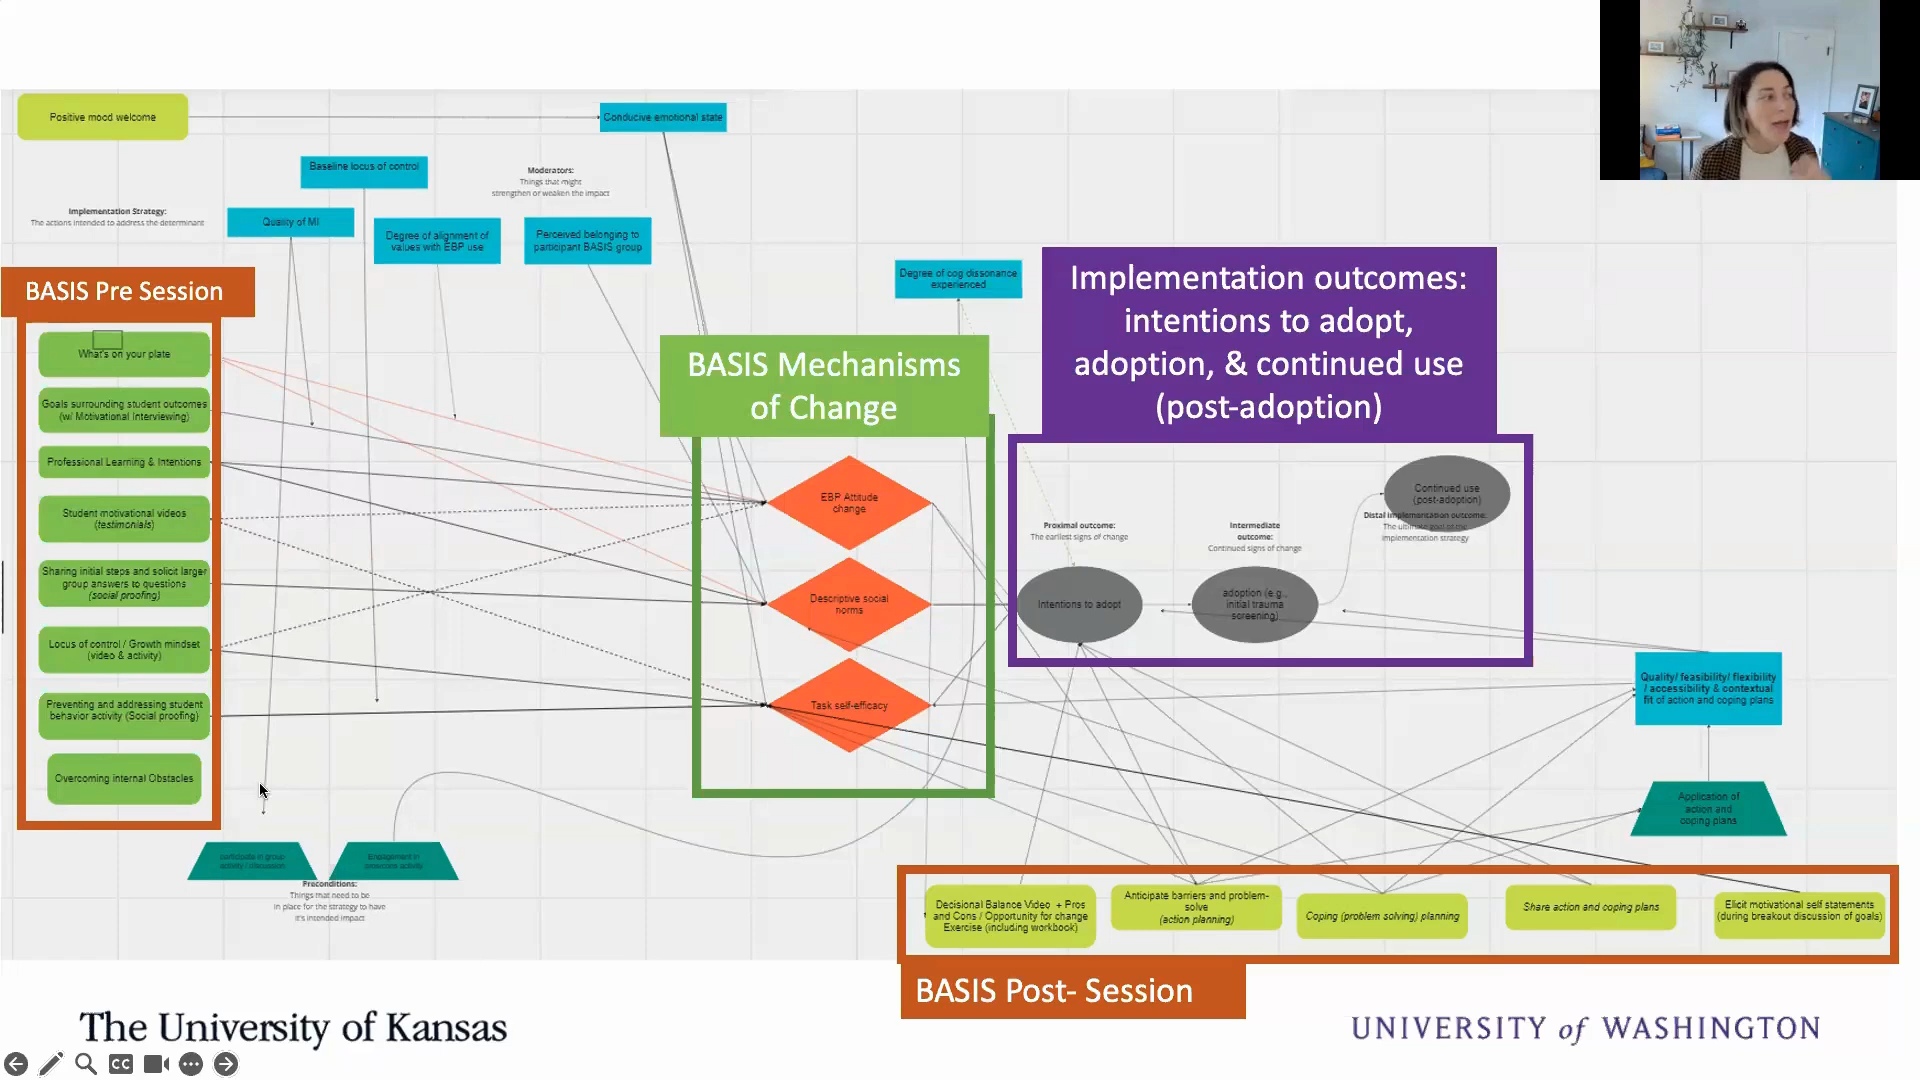 Positive mood welcome
Conducive emotional state
Baseline locus of control
Moderators:
Things that might
strengthen or weaken the impact
Implementation Strategy:
The actions intended to address the determinant
Quality of MI
Degree of alignment of
values with EBP use
Perceived belonging to
participant BASIS group
Degree of cog dissonance
experienced
BASIS Pre Session
What's on your plate
Goals surrounding student outcomes
(w/ Motivational Interviewing)
Professional Learning & Intentions
Student motivational videos
(testimonials)
Sharing initial steps and solicit larger
group answers to questions
(social proofing)
Locus of control / Growth mindset
(video & activity)
Preventing and addressing student
behavior activity (Social proofing)
Overcoming internal Obstacles
BASIS Mechanisms
of Change
EBP Attitude
change
Descriptive social
norms
Task self-efficacy
Implementation outcomes:
intentions to adopt,
adoption, & continued use
(post-adoption)
Proximal outcome:
The earliest signs of change
Intermediate
outcome:
Continued signs of change
Continued use
(post-adoption)
Distal implementation outcome:
The ultimate goal of the
implementation strategy
Intentions to adopt
adoption (e.g.,
initial trauma
screening)
Quality/ feasibility/ flexibility
/ accessibility & contextual
fit of action and coping plans
Application of
action and
coping plans
participate in group
activity / discussion
Engagement in
activity
Preconditions:
Things that need to be
in place for the strategy to have
it's intended impact
Decisional Balance Video + Pros
and Cons / Opportunity for change
Exercise (including workbook)
Anticipate barriers and problem-
solve
(action planning)
Coping (problem solving) planning
Share action and coping plans
Elicit motivational self statements
(during breakout discussion of goals)
BASIS Post- Session
The University of Kansas
UNIVERSITY of WASHINGTON
CC